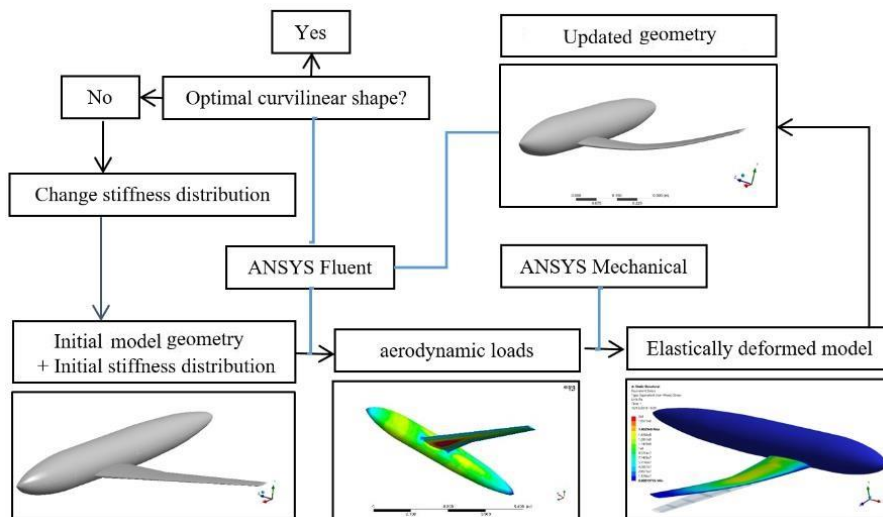 Yes
Updated geometry
No
Optimal curvilinear shape?
Change stiffness distribution
ANSYS Fluent
ANSYS Mechanical
Initial model geometry
+ Initial stiffness distribution
aerodynamic loads
Elastically deformed model